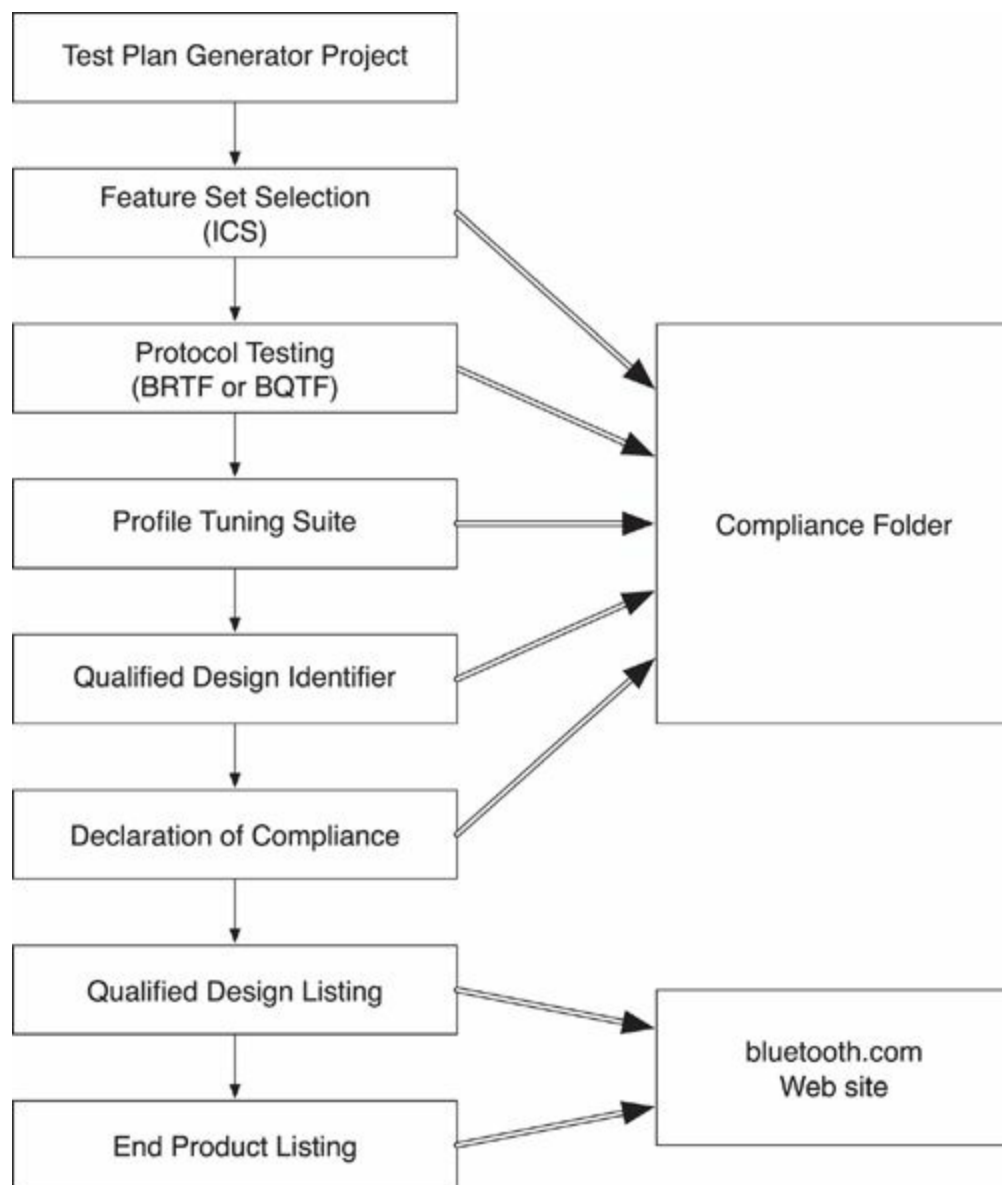 Test Plan Generator Project
Feature Set Selection
(ICS)
Protocol Testing
(BRTF or BQTF)
Profile Tuning Suite
Compliance Folder
Qualified Design Identifier
Declaration of Compliance
Qualified Design Listing
bluetooth.com
Web site
End Product Listing